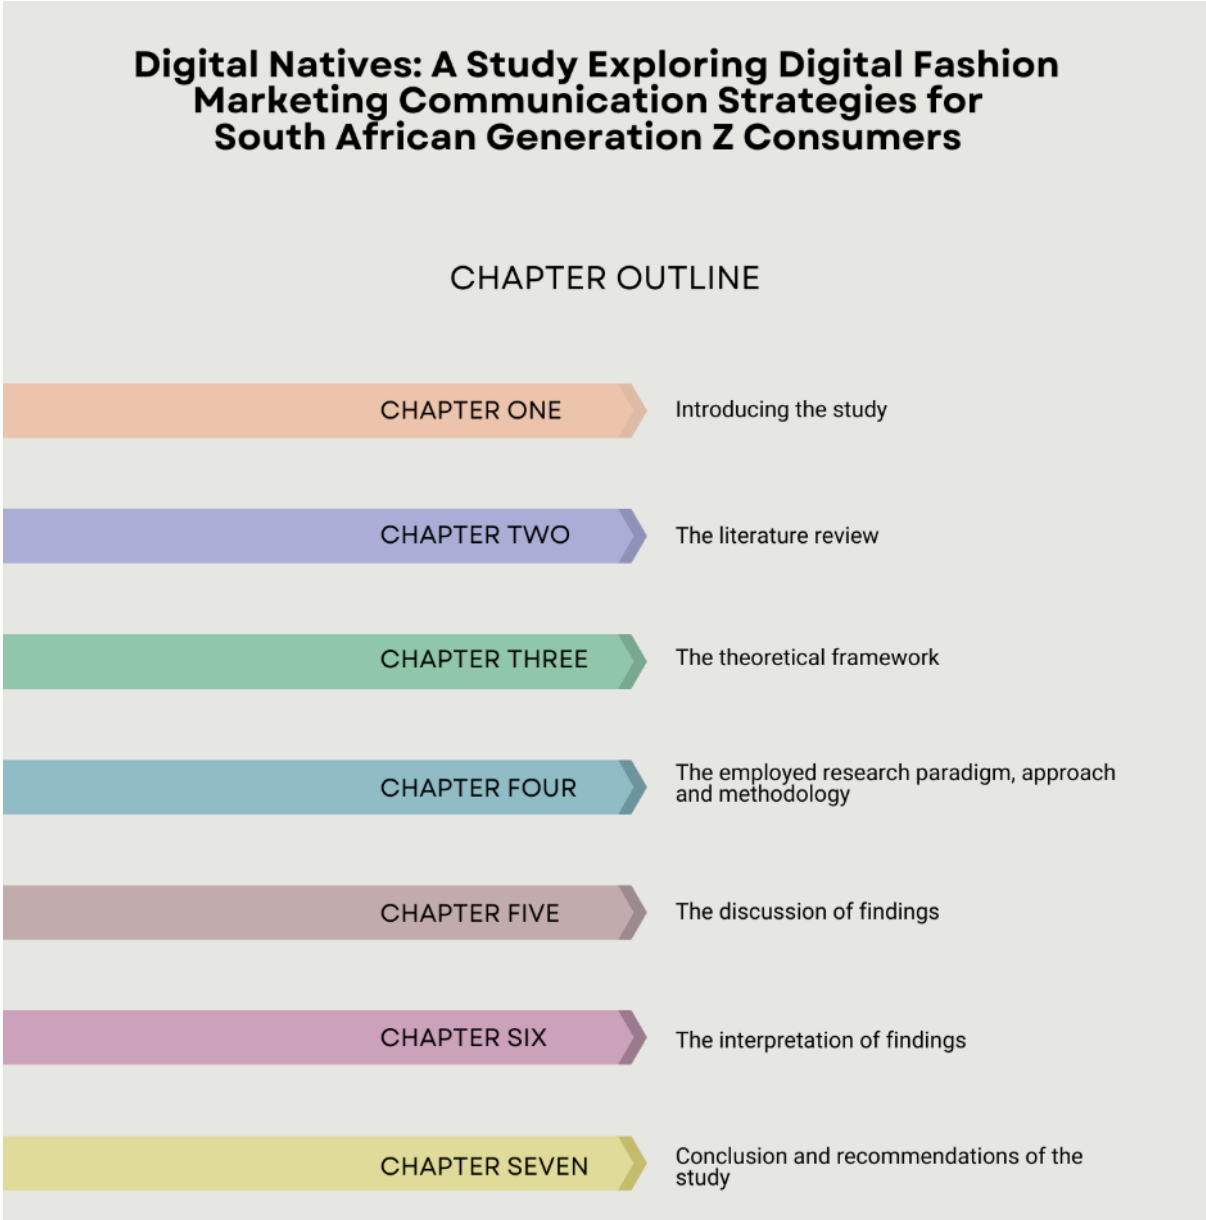 Digital Natives: A Study Exploring Digital Fashion
Marketing Communication Strategies for
South African Generation Z Consumers
CHAPTER OUTLINE
CHAPTER ONE
Introducing the study
CHAPTER TWO
The literature review
CHAPTER THREE
The theoretical framework
CHAPTER FOUR
The employed research paradigm, approach
and methodology
CHAPTER FIVE
The discussion of findings
CHAPTER SIX
The interpretation of findings
CHAPTER SEVEN
Conclusion and recommendations of the
study